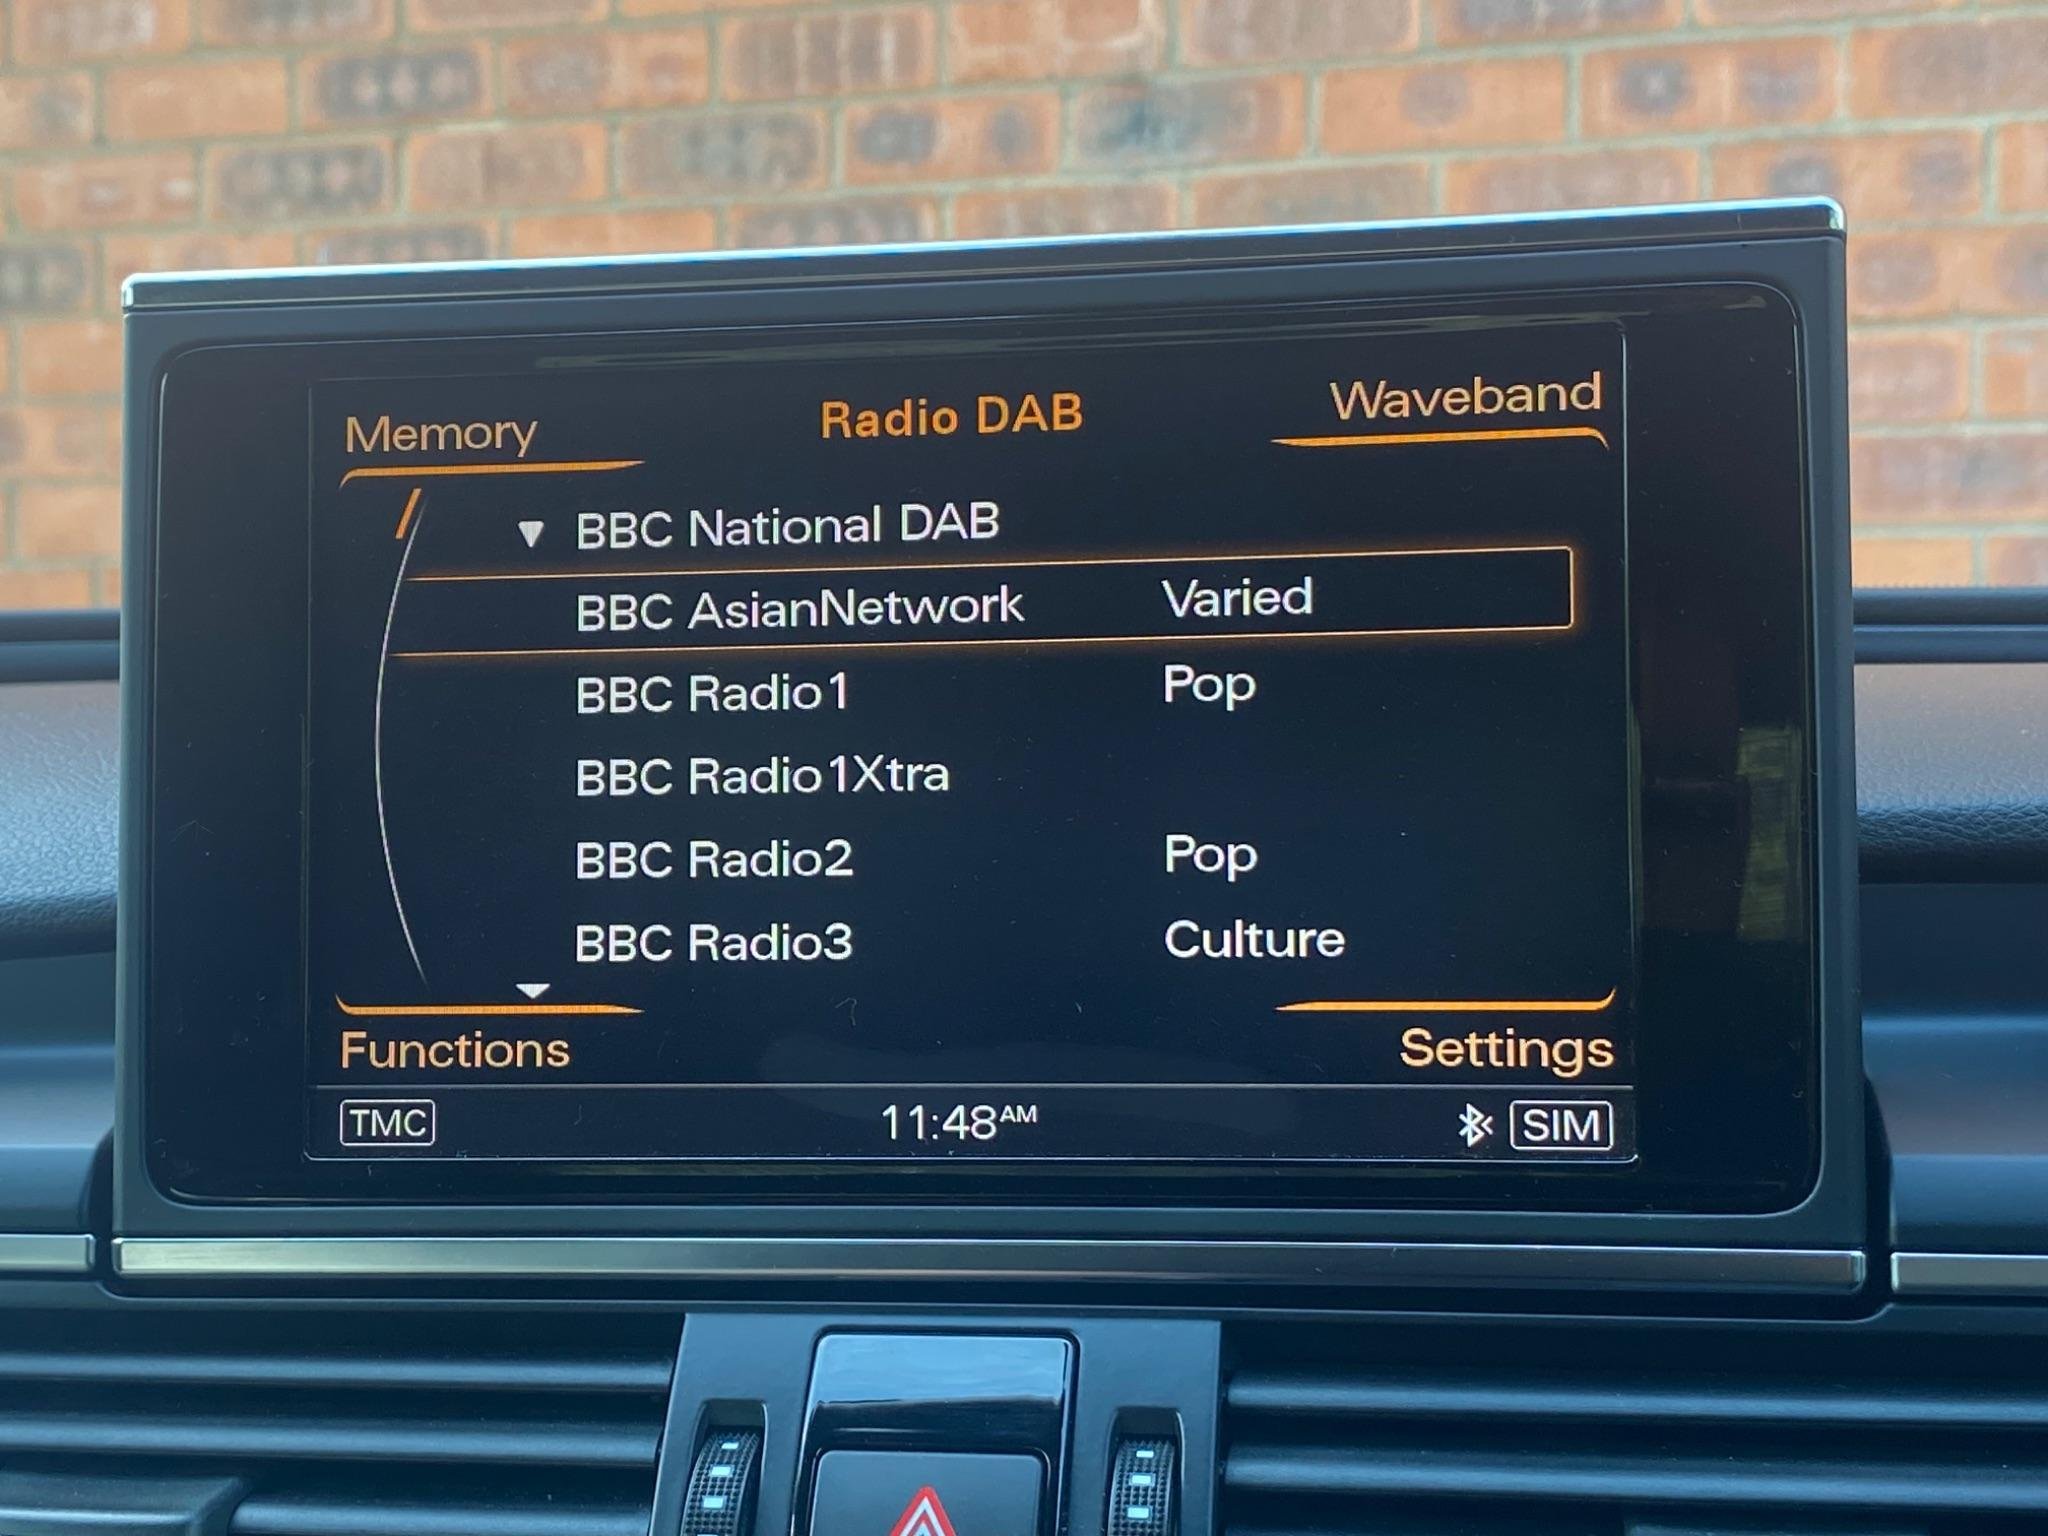 Memory Radio DAB Waveband
BBC National DAB
BBC AsianNetwork Varied
BBC Radio1 Pop
BBC Radio1Xtra
BBC Radio2 Pop
BBC Radio3 Culture
Functions Settings
TMC 11:48AM SIM